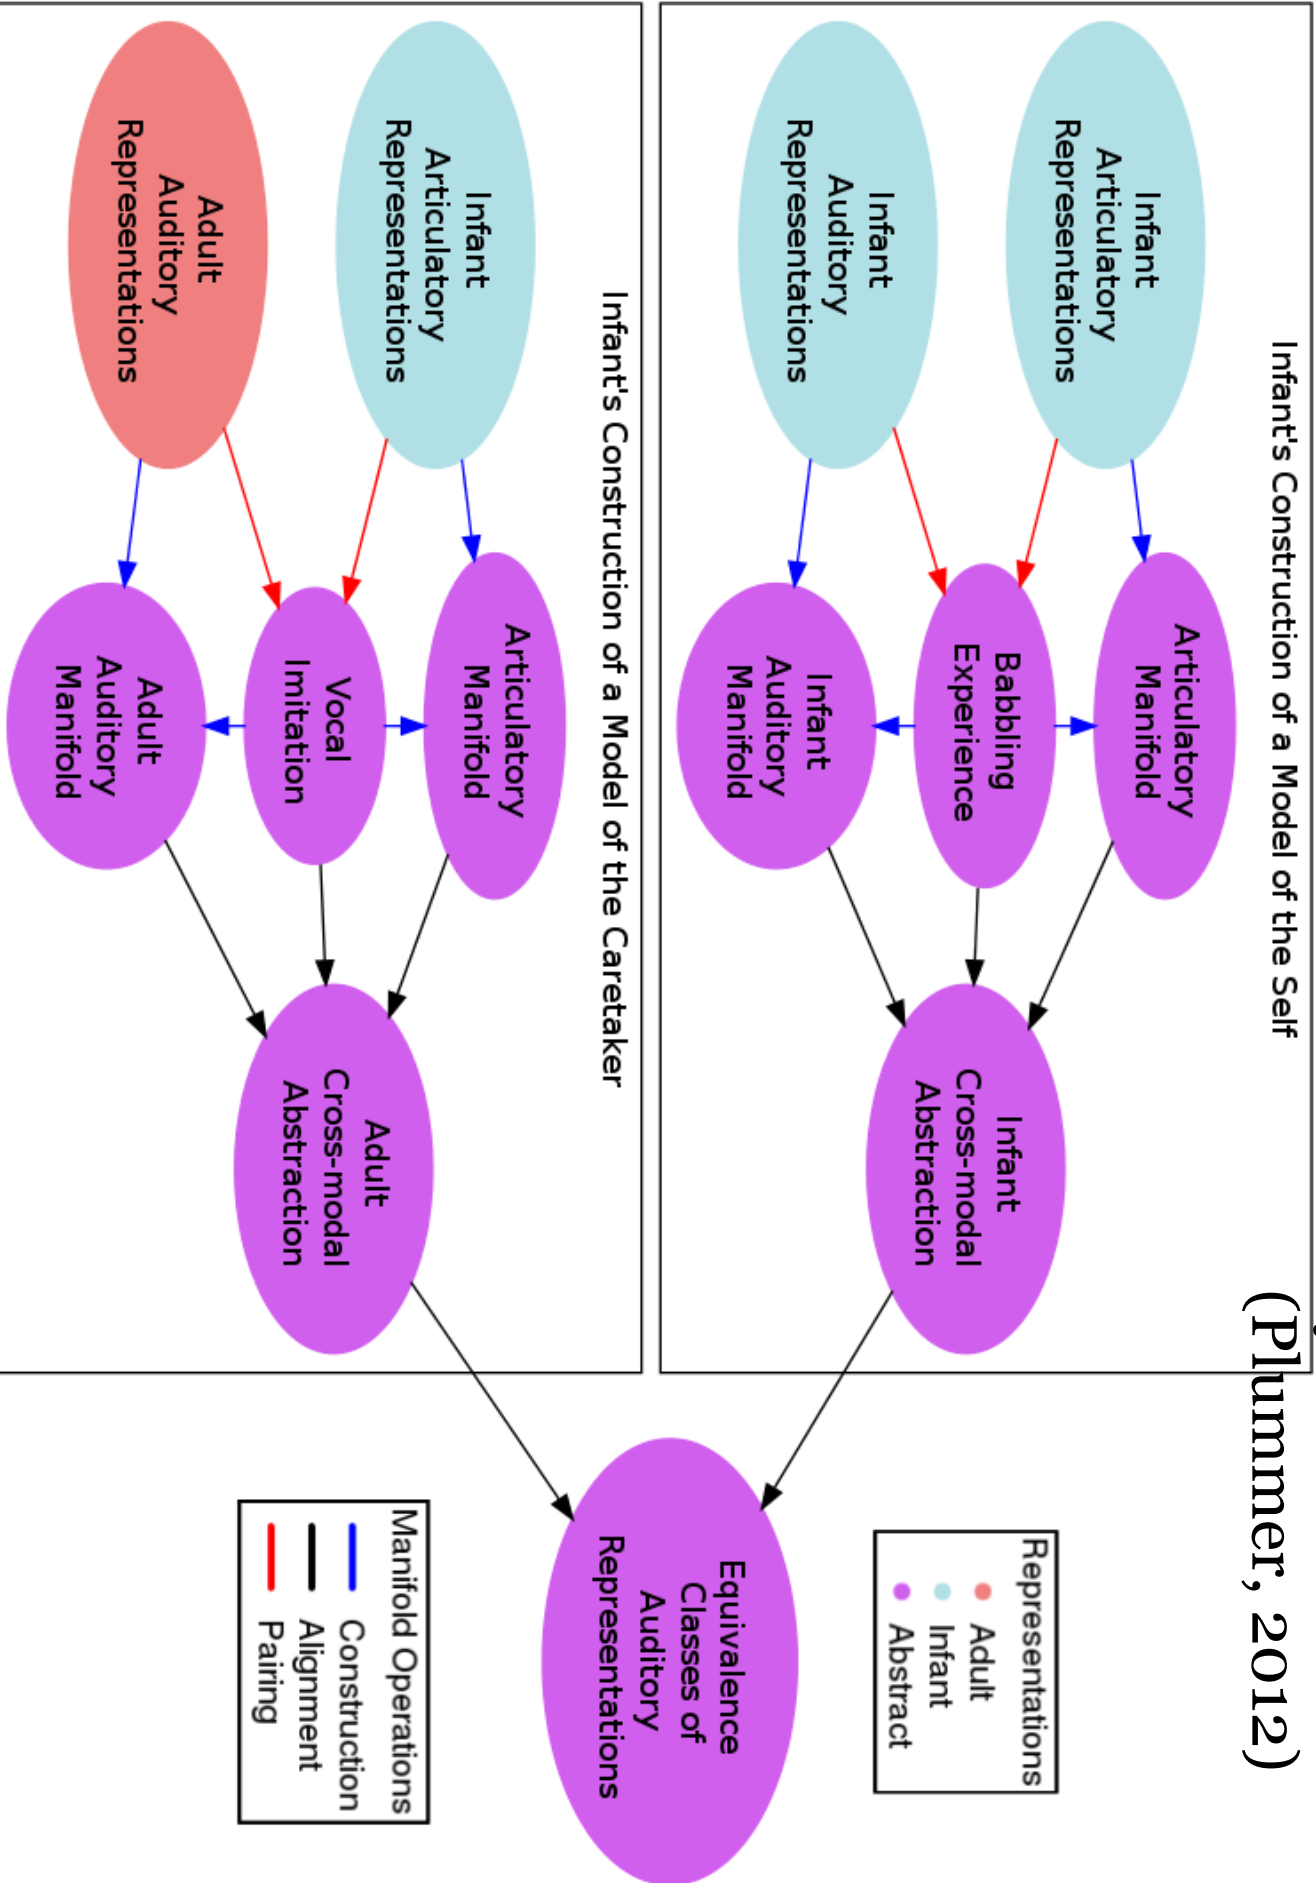 (Plummer, 2012)
Infant's Construction of a Model of the Self
Infant
Articulatory
Representations
Articulatory
Manifold
Babbling
Experience
Infant
Auditory
Representations
Infant
Auditory
Manifold
Infant
Cross-modal
Abstraction
Representations
Adult
Infant
Abstract
Equivalence
Classes of
Auditory
Representations
Infant's Construction of a Model of the Caretaker
Infant
Articulatory
Representations
Articulatory
Manifold
Vocal
Imitation
Adult
Auditory
Representations
Adult
Auditory
Manifold
Adult
Cross-modal
Abstraction
Manifold Operations
Construction
Alignment
Pairing